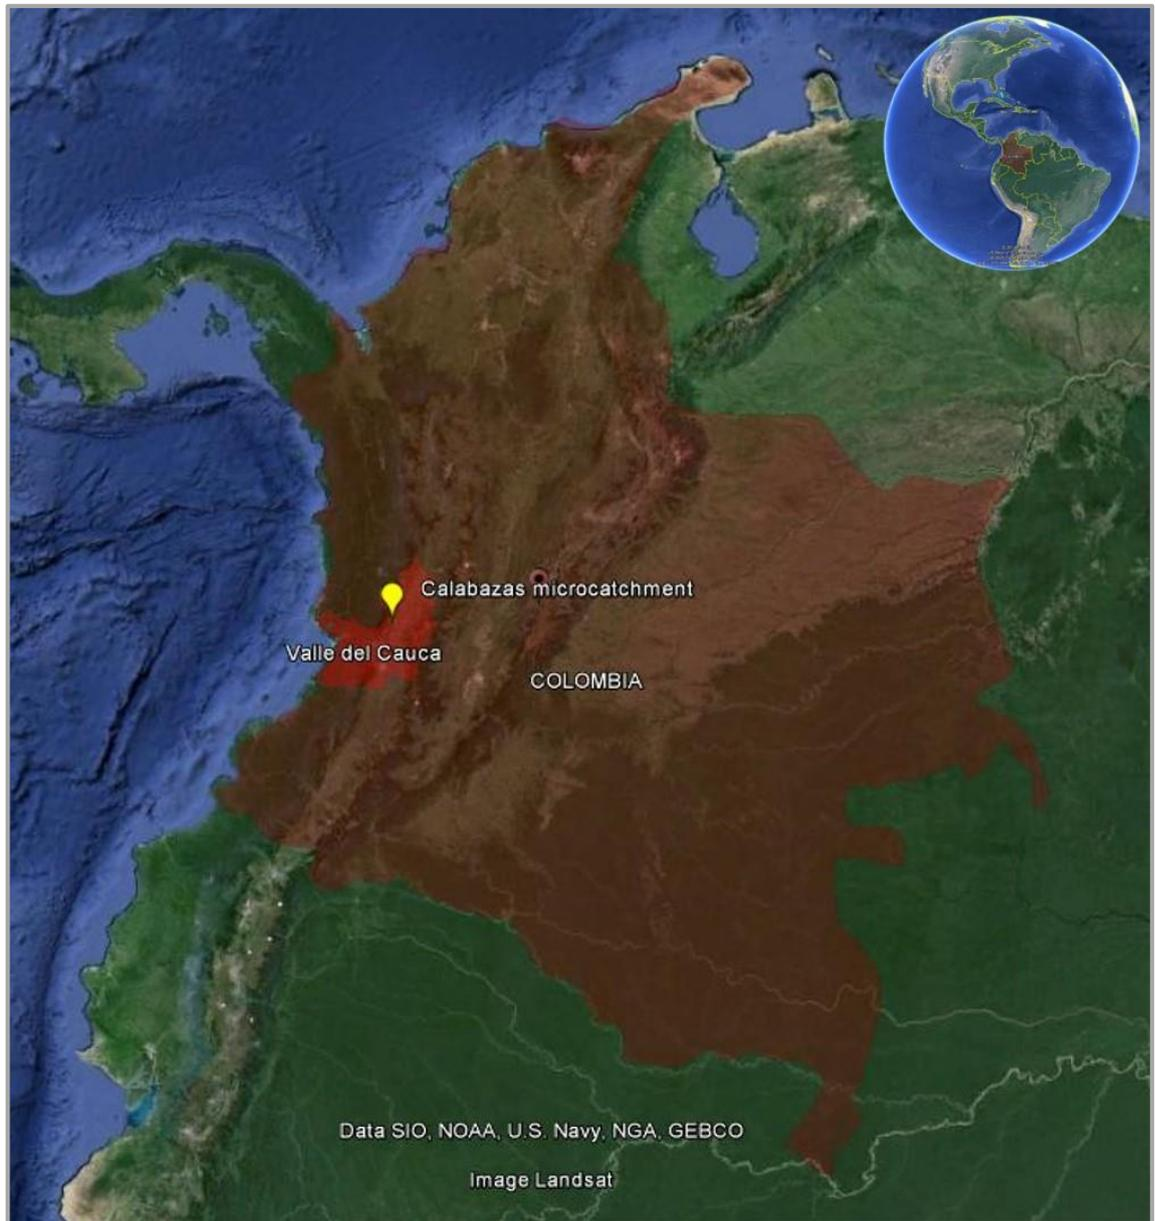 Calabazas microcatchment
Valle del Cauca
COLOMBIA
Data SIO, NOAA, U.S. Navy, NGA, GEBCO
Image Landsat